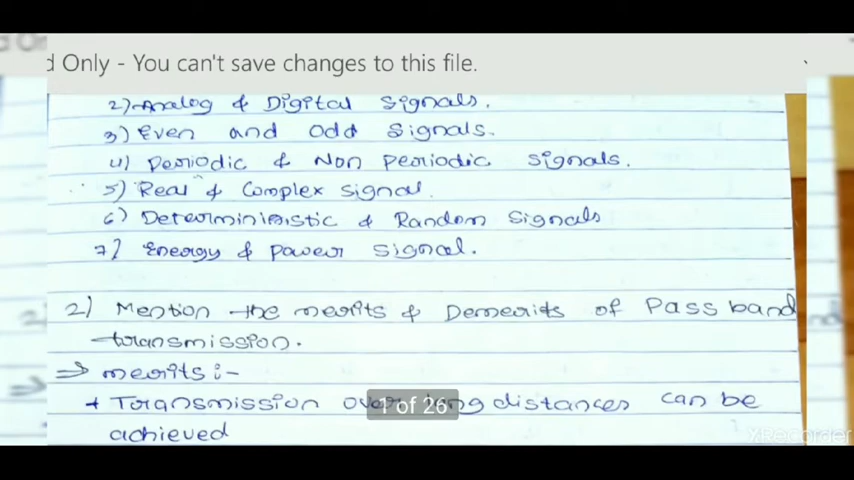 d Only - You can't save changes to this file.
2) Analog & Digital Signals.
3) Even and odd Signals.
4) Periodic & Non periodic signals.
5) Real & Complex signal.
6) Deterministic & Random Signals
7) Energy & power signal.
2) Mention the merits & Demerits of Pass band
transmission.
⇒ merits :-
+ Transmission over long distances can be
achieved
1 of 26
XRecorder